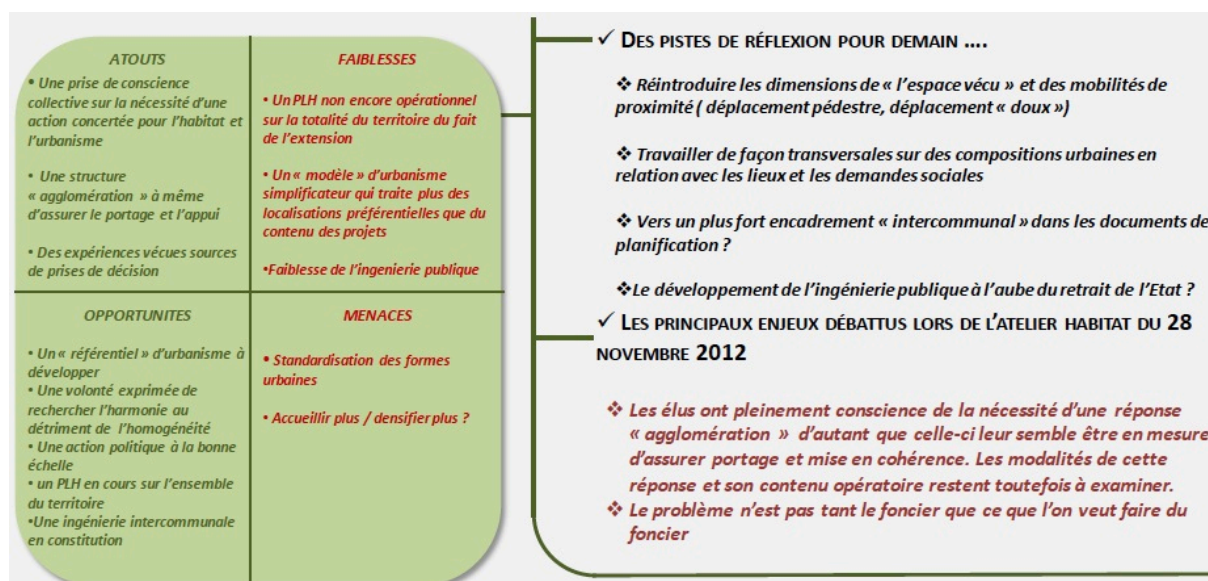 ATOUTS
• Une prise de conscience
collective sur la nécessité d'une
action concertée pour l'habitat et
l'urbanisme
• Une structure
« agglomération » à même
d'assurer le portage et l'appui
• Des expériences vécues sources
de prises de décision
FAIBLESSES
• Un PLH non encore opérationnel
sur la totalité du territoire du fait
de l'extension
• Un « modèle » d'urbanisme
simplificateur qui traite plus des
localisations préférentielles que du
contenu des projets
•Faiblesse de l'ingenierie publique
OPPORTUNITES
• Un « référentiel » d'urbanisme à
développer
• Une volonté exprimée de
rechercher l'harmonie au
détriment de l'homogénéité
• Une action politique à la bonne
échelle
• un PLH en cours sur l'ensemble
du territoire
•Une ingénierie intercommunale
en constitution
MENACES
• Standardisation des formes
urbaines
• Accueillir plus / densifier plus ?
✓ DES PISTES DE RÉFLEXION POUR DEMAIN ....
❖ Réintroduire les dimensions de « l'espace vécu » et des mobilités de
proximité ( déplacement pédestre, déplacement « doux »)
❖ Travailler de façon transversales sur des compositions urbaines en
relation avec les lieux et les demandes sociales
❖ Vers un plus fort encadrement « intercommunal » dans les documents de
planification ?
❖Le développement de l'ingénierie publique à l'aube du retrait de l'Etat ?
✓ LES PRINCIPAUX ENJEUX DÉBATTUS LORS DE L'ATELIER HABITAT DU 28
NOVEMBRE 2012
❖ Les élus ont pleinement conscience de la nécessité d'une réponse
« agglomération » d'autant que celle-ci leur semble être en mesure
d'assurer portage et mise en cohérence. Les modalités de cette
réponse et son contenu opératoire restent toutefois à examiner.
❖ Le problème n'est pas tant le foncier que ce que l'on veut faire du
foncier